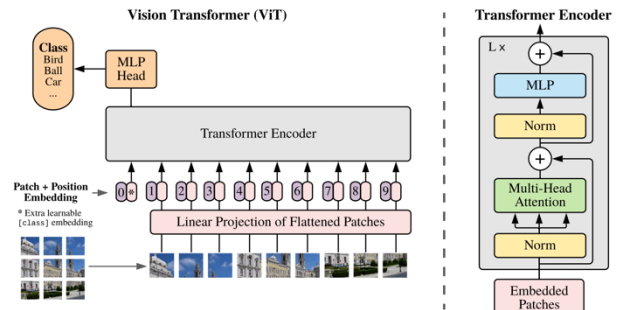 Vision Transformer (ViT)
Class
Bird
Ball
Car
...
MLP
Head
Transformer Encoder
Patch + Position
Embedding
* Extra learnable
[class] embedding
0 * 1 2 3 4 5 6 7 8 9
Linear Projection of Flattened Patches
Transformer Encoder
L ×
+
MLP
Norm
+
Multi-Head
Attention
Norm
Embedded
Patches